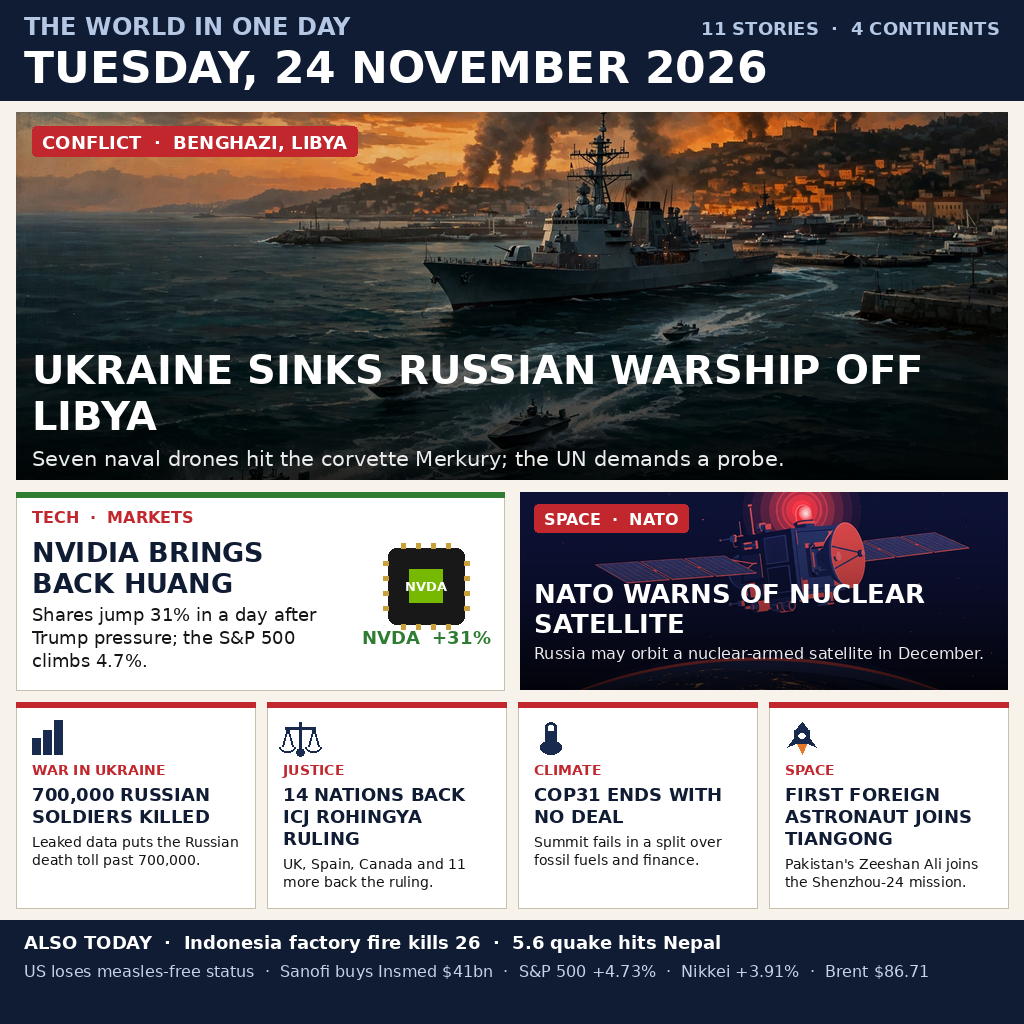 THE WORLD IN ONE DAY
11 STORIES · 4 CONTINENTS
TUESDAY, 24 NOVEMBER 2026
CONFLICT · BENGHAZI, LIBYA
UKRAINE SINKS RUSSIAN WARSHIP OFF
LIBYA
Seven naval drones hit the corvette Merkury; the UN demands a probe.
TECH · MARKETS
NVIDIA BRINGS
BACK HUANG
Shares jump 31% in a day after
Trump pressure; the S&P 500
climbs 4.7%.
NVDA
NVDA +31%
SPACE · NATO
NATO WARNS OF NUCLEAR
SATELLITE
Russia may orbit a nuclear-armed satellite in December.
WAR IN UKRAINE
700,000 RUSSIAN
SOLDIERS KILLED
Leaked data puts the Russian
death toll past 700,000.
JUSTICE
14 NATIONS BACK
ICJ ROHINGYA
RULING
UK, Spain, Canada and 11
more back the ruling.
CLIMATE
COP31 ENDS WITH
NO DEAL
Summit fails in a split over
fossil fuels and finance.
SPACE
FIRST FOREIGN
ASTRONAUT JOINS
TIANGONG
Pakistan's Zeeshan Ali joins
the Shenzhou-24 mission.
ALSO TODAY · Indonesia factory fire kills 26 · 5.6 quake hits Nepal
US loses measles-free status · Sanofi buys Insmed $41bn · S&P 500 +4.73% · Nikkei +3.91% · Brent $86.71